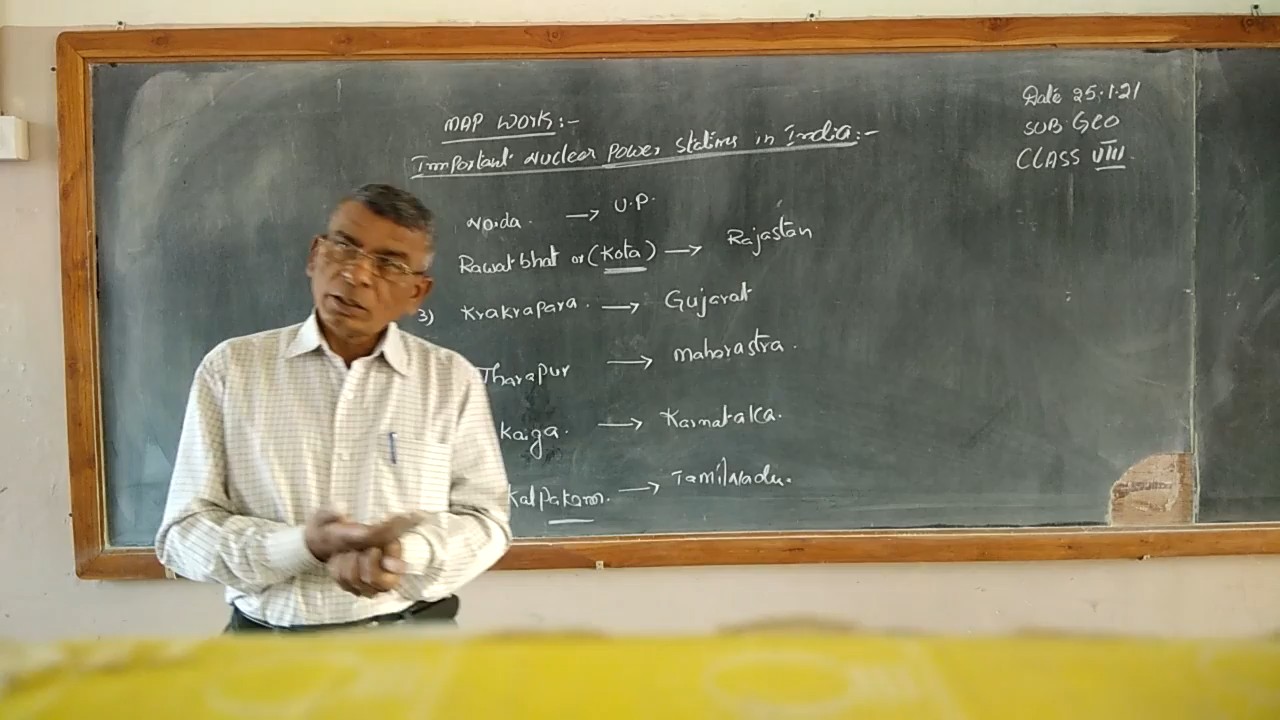 MAP WORK:-
Important Nuclear Power Stations in India:-
Date 25.1.21
SUB GEO
CLASS VIII
Noida. → U.P.
Rawatbhat or (Kota) → Rajastan
3) Krakrapara. → Gujarat
Tharapur → Maharastra.
Kaiga. → Karnataka.
Kalpakam. → Tamilnadu.